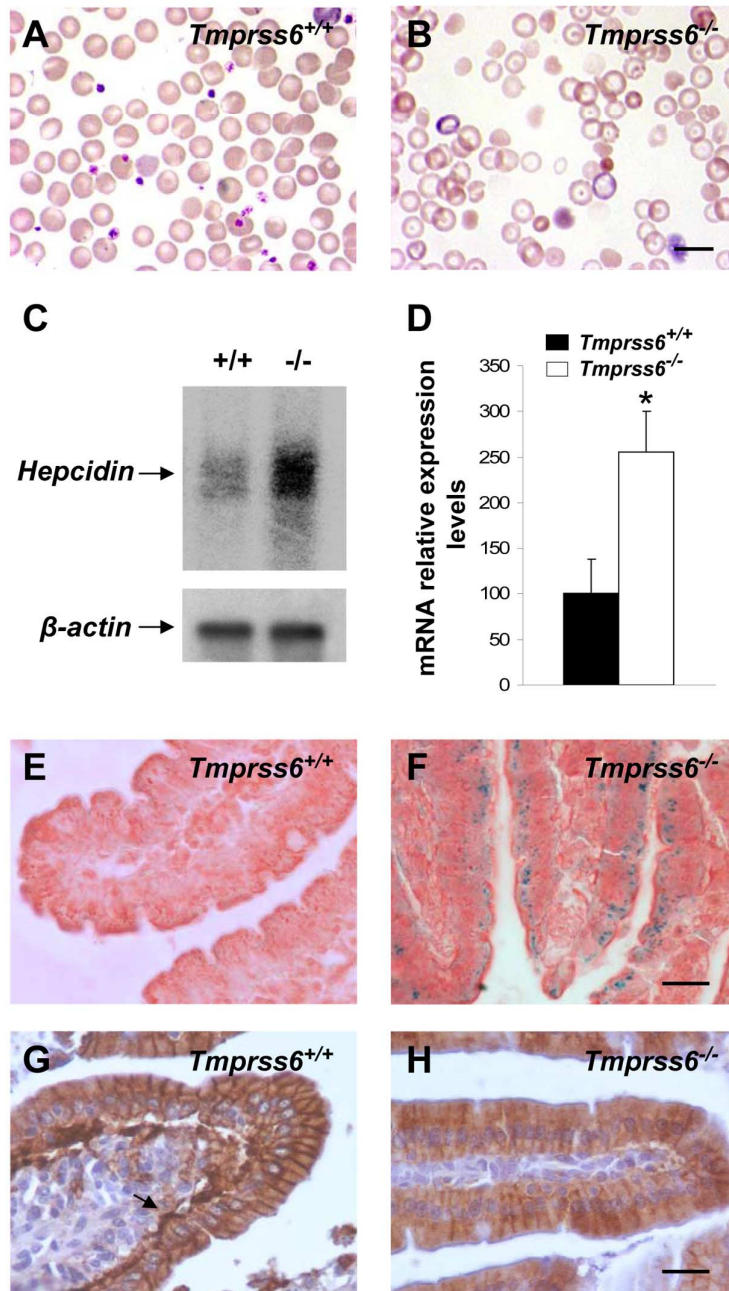 A Tmprss6+/+
B Tmprss6-/-
C
+/+ -/-
Hepcidin
β-actin
D
Tmprss6+/+
Tmprss6-/-
*
mRNA relative expression
levels
350
300
250
200
150
100
50
0
E Tmprss6+/+
F Tmprss6-/-
G Tmprss6+/+
H Tmprss6-/-